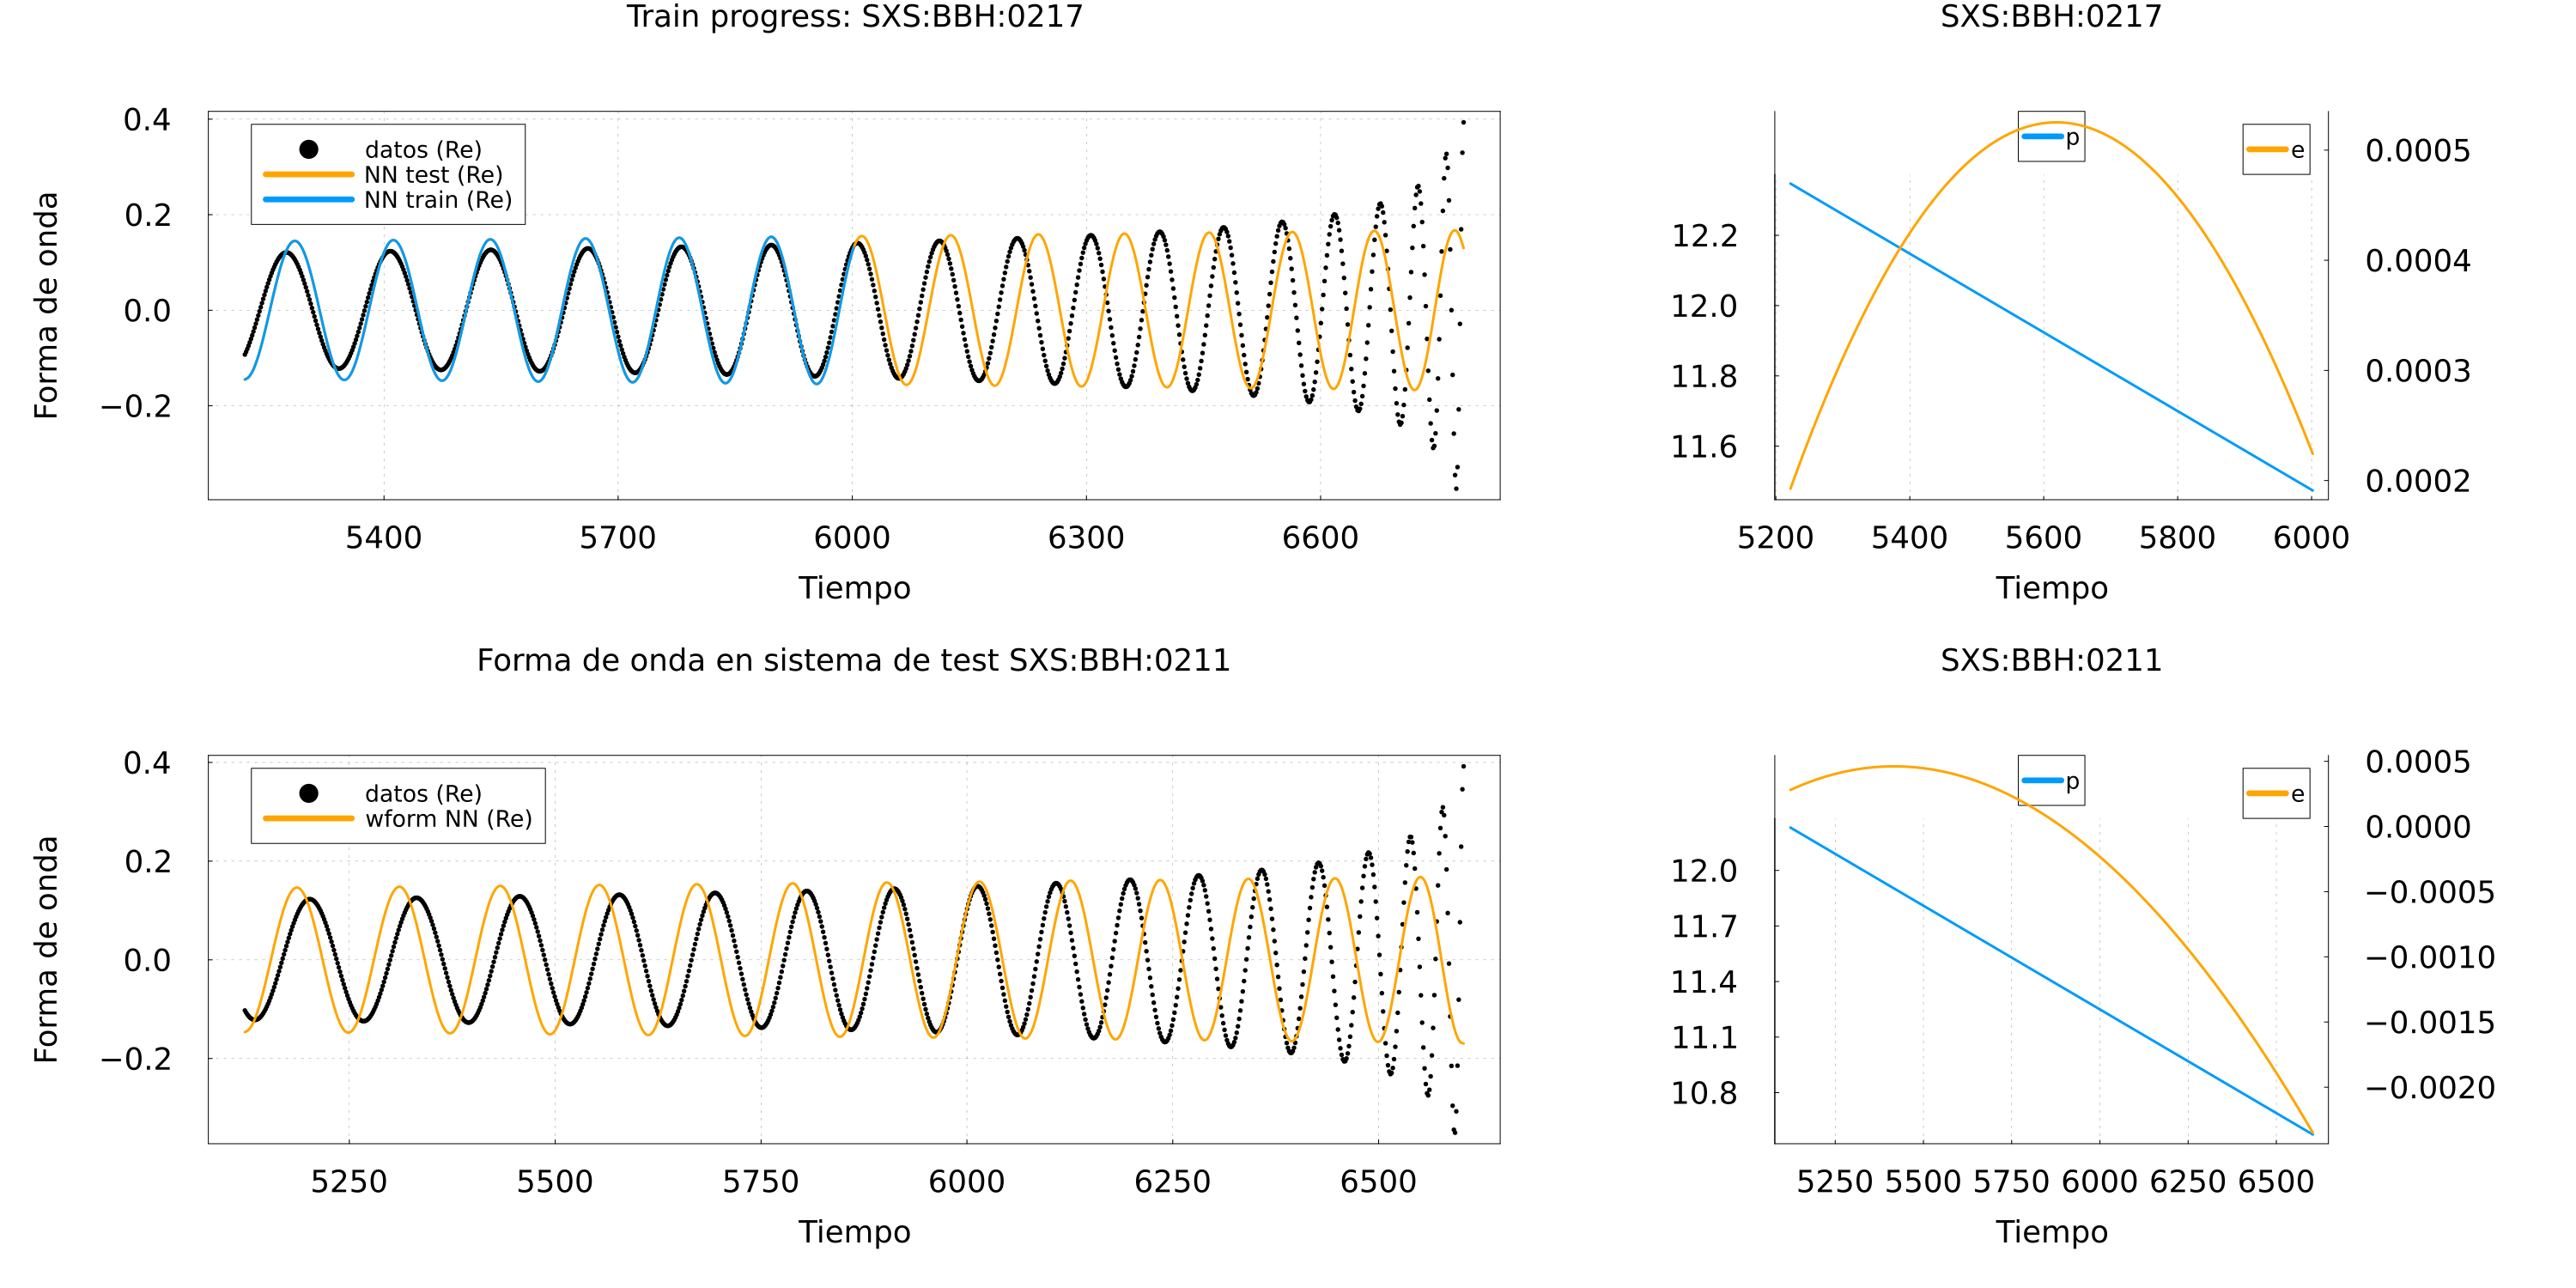 Train progress: SXS:BBH:0217
0.4
0.2
0.0
−0.2
Forma de onda
datos (Re)
NN test (Re)
NN train (Re)
5400 5700 6000 6300 6600
Tiempo
SXS:BBH:0217
12.2
12.0
11.8
11.6
p
e
0.0005
0.0004
0.0003
0.0002
5200 5400 5600 5800 6000
Tiempo
Forma de onda en sistema de test SXS:BBH:0211
0.4
0.2
0.0
−0.2
Forma de onda
datos (Re)
wform NN (Re)
5250 5500 5750 6000 6250 6500
Tiempo
SXS:BBH:0211
12.0
11.7
11.4
11.1
10.8
p
e
0.0005
0.0000
−0.0005
−0.0010
−0.0015
−0.0020
5250 5500 5750 6000 6250 6500
Tiempo